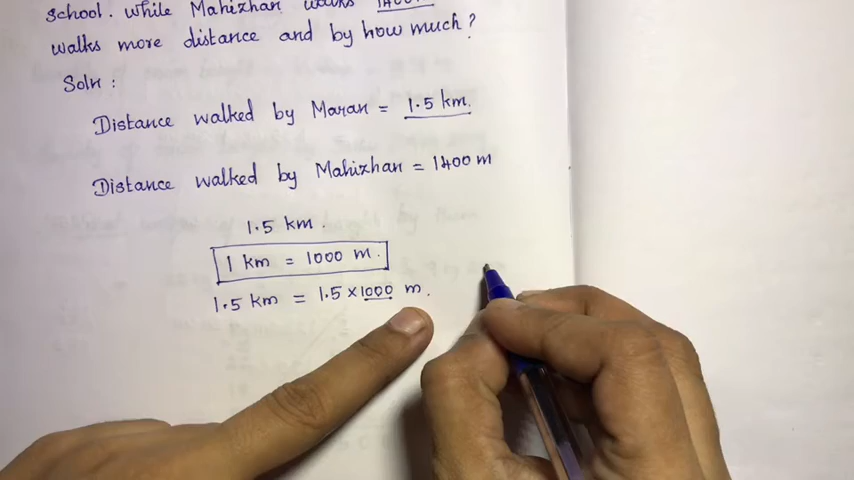 school. while Mahizhan walks 1400
walks more distance and by how much?
Soln :
Distance walked by Maran = 1.5 km.
Distance walked by Mahizhan = 1400 m
1.5 km.
1 km = 1000 m.
1.5 km = 1.5 × 1000 m.